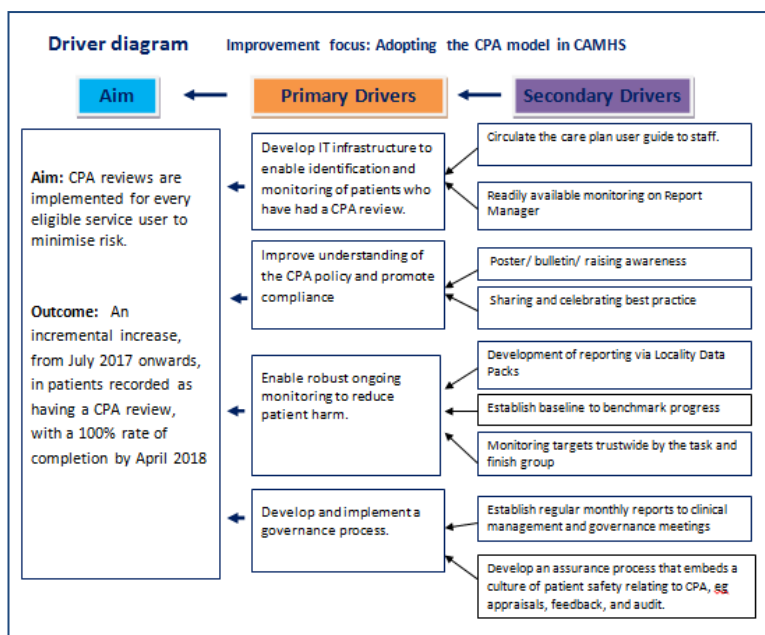 Driver diagram
Improvement focus: Adopting the CPA model in CAMHS
Aim
Primary Drivers
Secondary Drivers
Aim: CPA reviews are
implemented for every
eligible service user to
minimise risk.
Outcome: An
incremental increase,
from July 2017 onwards,
in patients recorded as
having a CPA review,
with a 100% rate of
completion by April 2018
Develop IT infrastructure to
enable identification and
monitoring of patients who
have had a CPA review.
Improve understanding of
the CPA policy and promote
compliance
Enable robust ongoing
monitoring to reduce
patient harm.
Develop and implement a
governance process.
Circulate the care plan user guide to staff.
Readily available monitoring on Report
Manager
Poster/ bulletin/ raising awareness
Sharing and celebrating best practice
Development of reporting via Locality Data
Packs
Establish baseline to benchmark progress
Monitoring targets trustwide by the task and
finish group
Establish regular monthly reports to clinical
management and governance meetings
Develop an assurance process that embeds a
culture of patient safety relating to CPA, eg
appraisals, feedback, and audit.